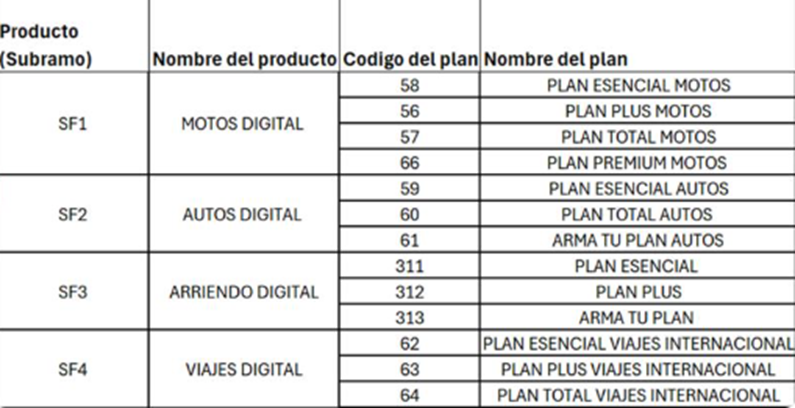 Producto
(Subramo) Nombre del producto Codigo del plan Nombre del plan
SF1 MOTOS DIGITAL 58 PLAN ESENCIAL MOTOS
56 PLAN PLUS MOTOS
57 PLAN TOTAL MOTOS
66 PLAN PREMIUM MOTOS
SF2 AUTOS DIGITAL 59 PLAN ESENCIAL AUTOS
60 PLAN TOTAL AUTOS
61 ARMA TU PLAN AUTOS
SF3 ARRIENDO DIGITAL 311 PLAN ESENCIAL
312 PLAN PLUS
313 ARMA TU PLAN
SF4 VIAJES DIGITAL 62 PLAN ESENCIAL VIAJES INTERNACIONAL
63 PLAN PLUS VIAJES INTERNACIONAL
64 PLAN TOTAL VIAJES INTERNACIONAL